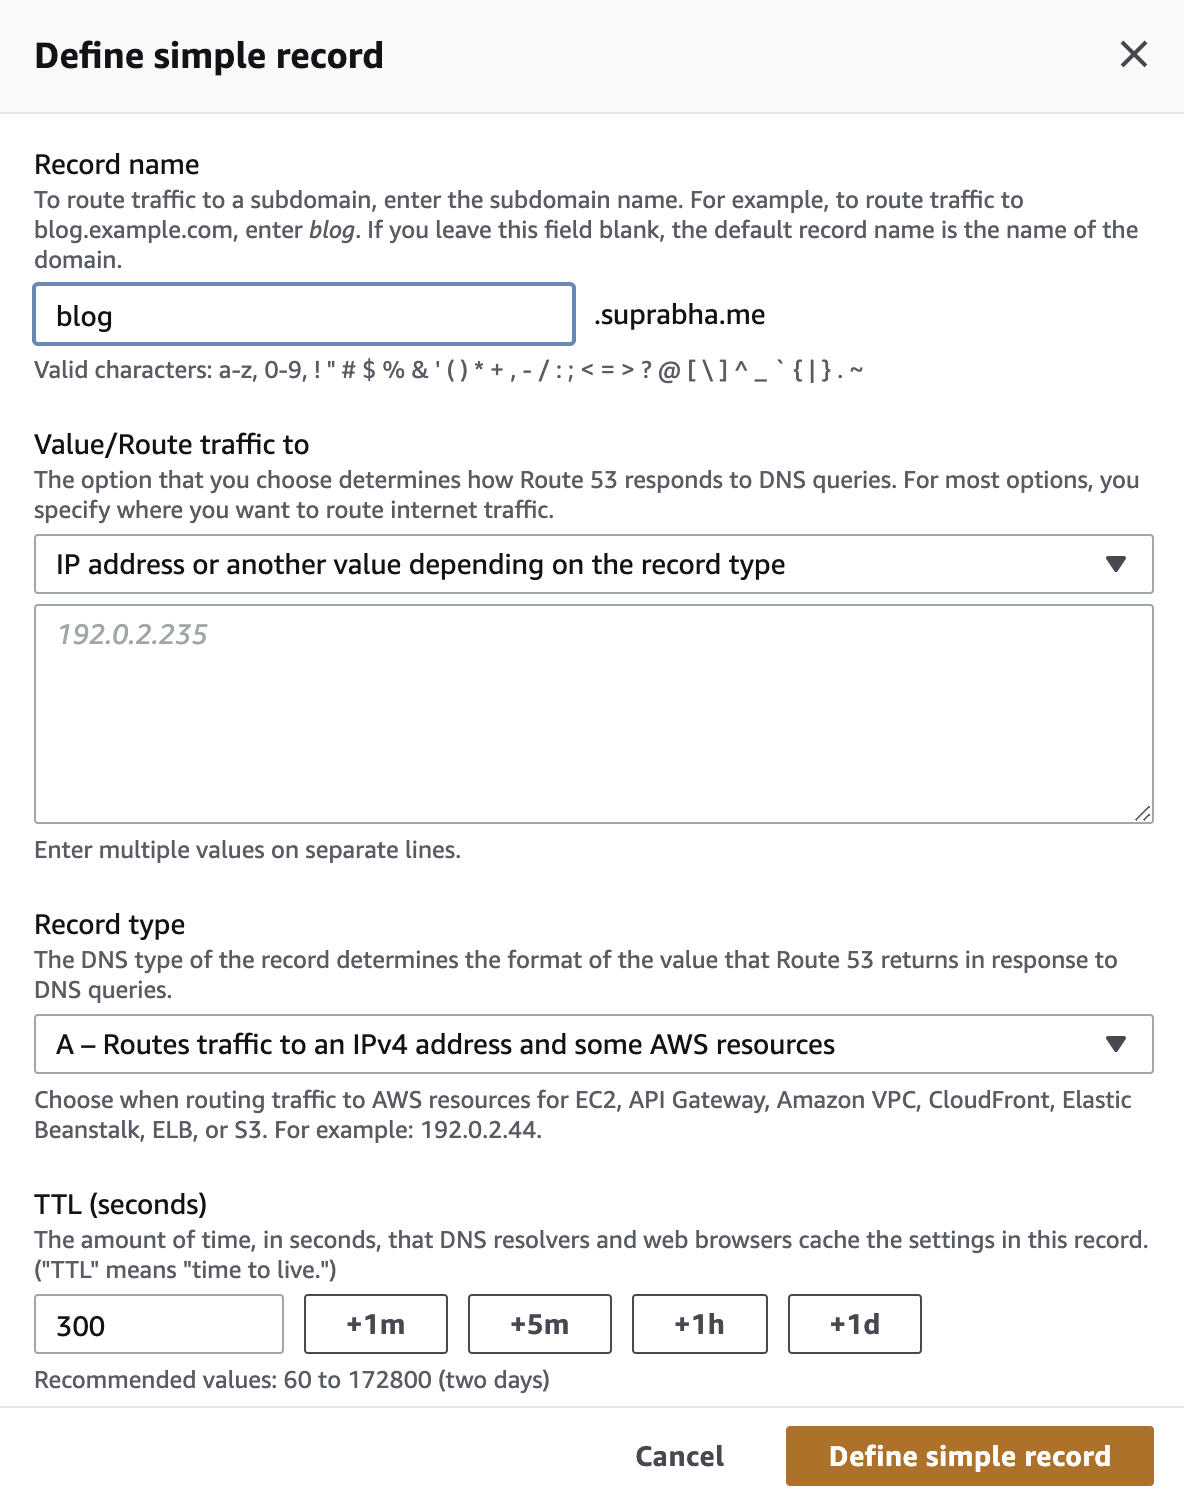 Define simple record
Record name
To route traffic to a subdomain, enter the subdomain name. For example, to route traffic to
blog.example.com, enter blog. If you leave this field blank, the default record name is the name of the
domain.
blog
.suprabha.me
Valid characters: a-z, 0-9, ! " # $ % & ' ( ) * + , - / : ; < = > ? @ [ \ ] ^ _ ` { | } . ~
Value/Route traffic to
The option that you choose determines how Route 53 responds to DNS queries. For most options, you
specify where you want to route internet traffic.
IP address or another value depending on the record type
192.0.2.235
Enter multiple values on separate lines.
Record type
The DNS type of the record determines the format of the value that Route 53 returns in response to
DNS queries.
A – Routes traffic to an IPv4 address and some AWS resources
Choose when routing traffic to AWS resources for EC2, API Gateway, Amazon VPC, CloudFront, Elastic
Beanstalk, ELB, or S3. For example: 192.0.2.44.
TTL (seconds)
The amount of time, in seconds, that DNS resolvers and web browsers cache the settings in this record.
("TTL" means "time to live.")
300
+1m
+5m
+1h
+1d
Recommended values: 60 to 172800 (two days)
Cancel
Define simple record